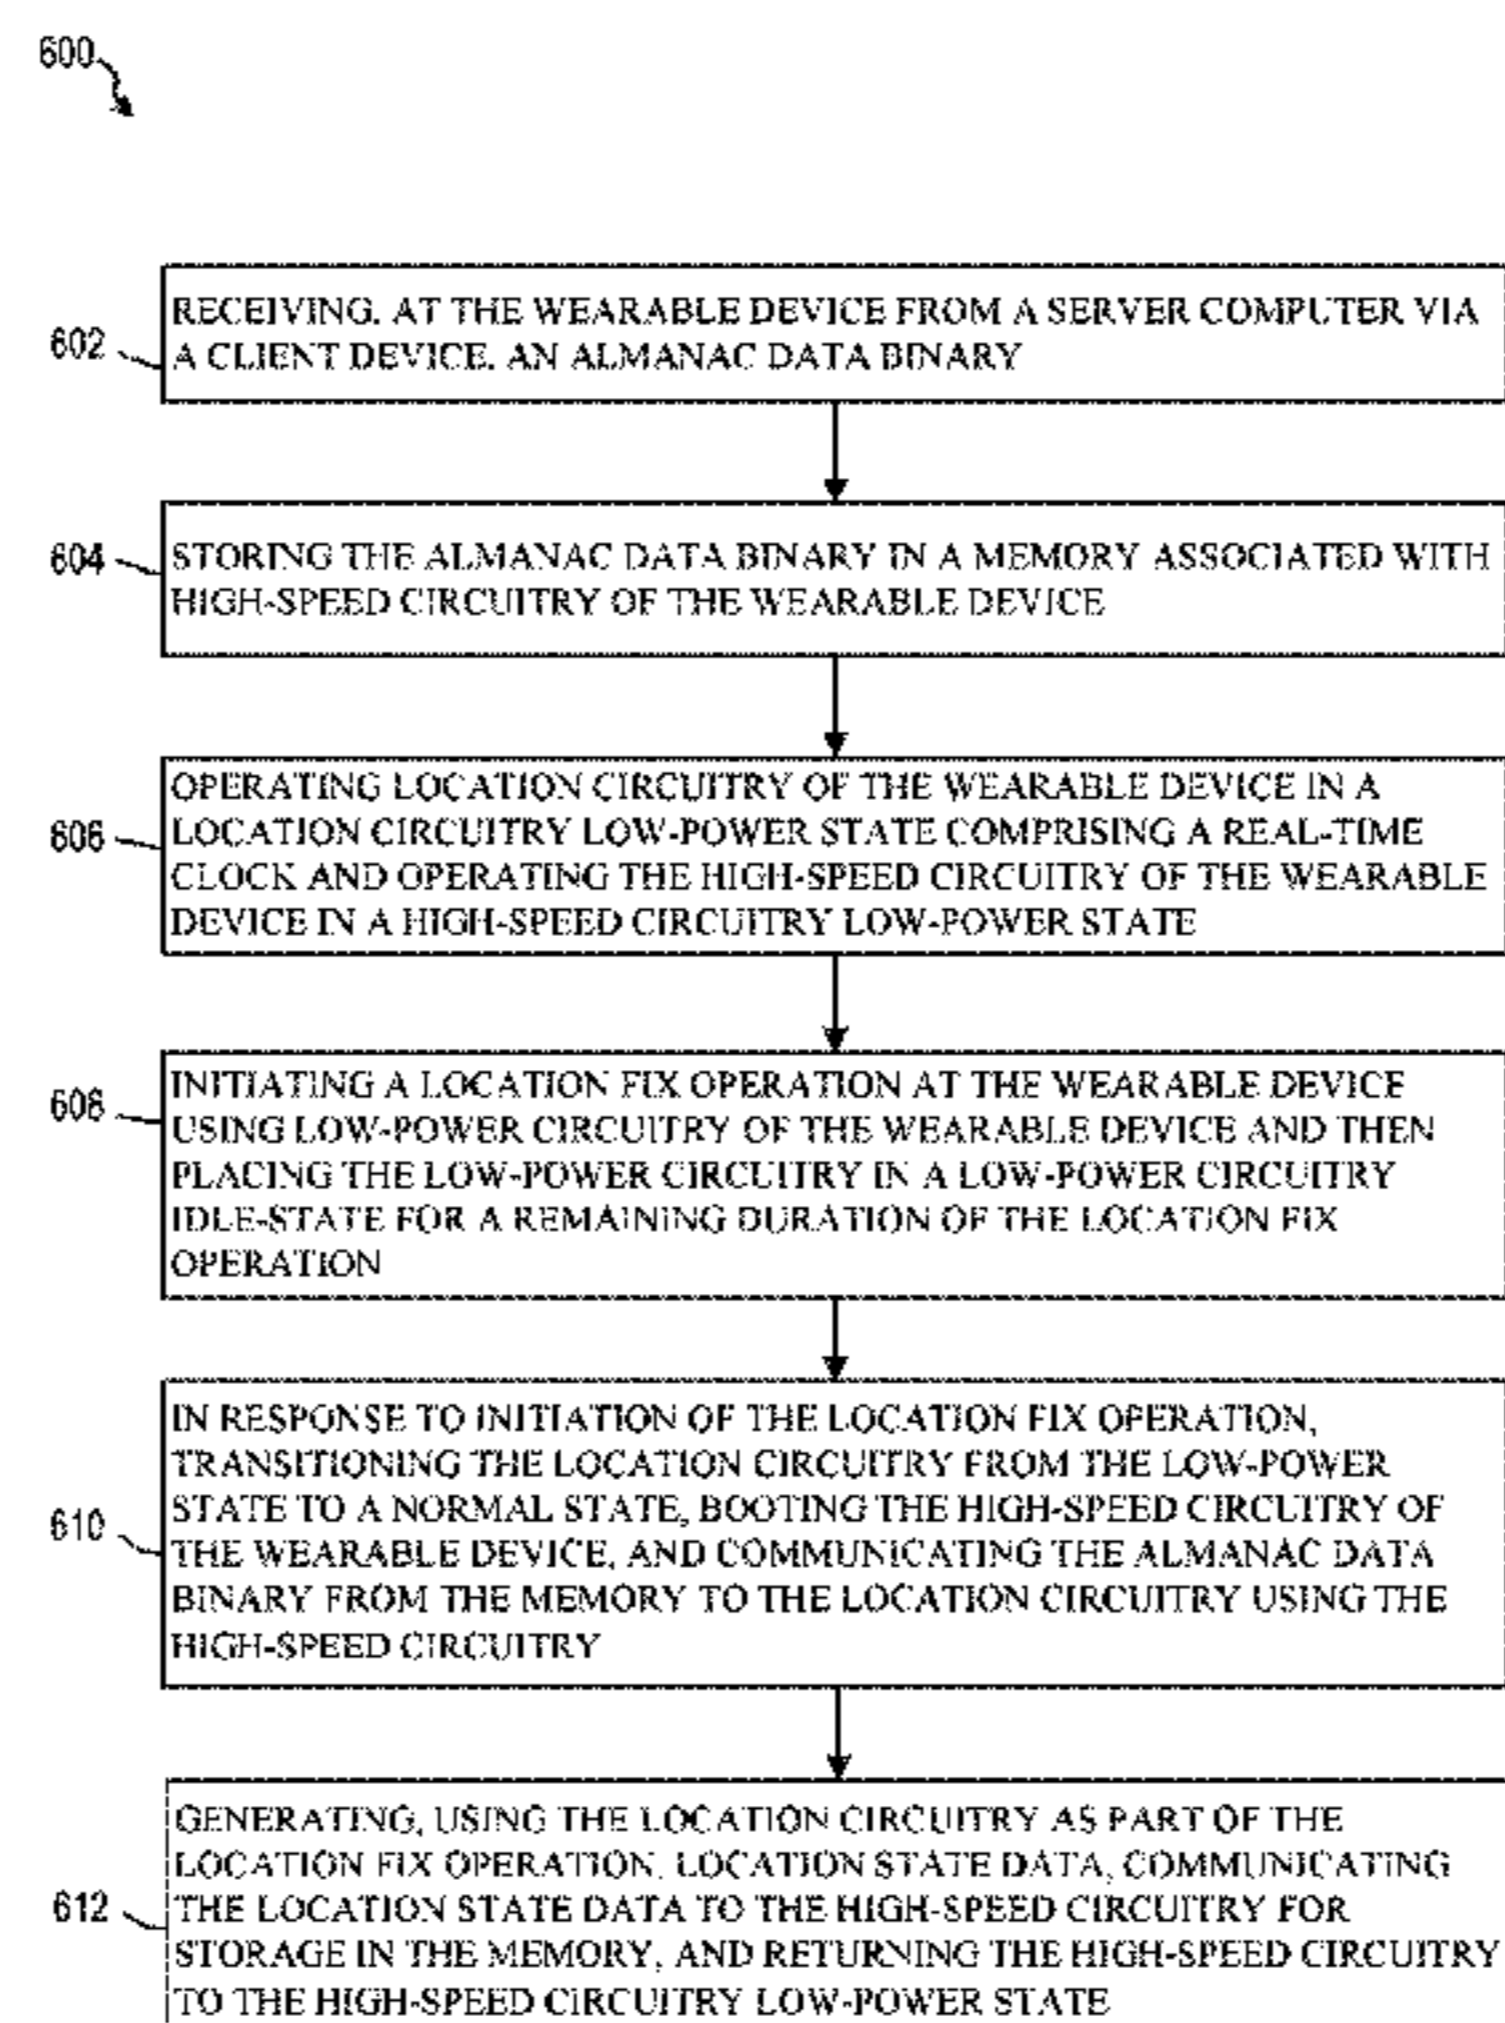 600
602
RECEIVING, AT THE WEARABLE DEVICE FROM A SERVER COMPUTER VIA
A CLIENT DEVICE, AN ALMANAC DATA BINARY
604
STORING THE ALMANAC DATA BINARY IN A MEMORY ASSOCIATED WITH
HIGH-SPEED CIRCUITRY OF THE WEARABLE DEVICE
606
OPERATING LOCATION CIRCUITRY OF THE WEARABLE DEVICE IN A
LOCATION CIRCUITRY LOW-POWER STATE COMPRISING A REAL-TIME
CLOCK AND OPERATING THE HIGH-SPEED CIRCUITRY OF THE WEARABLE
DEVICE IN A HIGH-SPEED CIRCUITRY LOW-POWER STATE
608
INITIATING A LOCATION FIX OPERATION AT THE WEARABLE DEVICE
USING LOW-POWER CIRCUITRY OF THE WEARABLE DEVICE AND THEN
PLACING THE LOW-POWER CIRCUITRY IN A LOW-POWER CIRCUITRY
IDLE-STATE FOR A REMAINING DURATION OF THE LOCATION FIX
OPERATION
610
IN RESPONSE TO INITIATION OF THE LOCATION FIX OPERATION,
TRANSITIONING THE LOCATION CIRCUITRY FROM THE LOW-POWER
STATE TO A NORMAL STATE, BOOTING THE HIGH-SPEED CIRCUITRY OF
THE WEARABLE DEVICE, AND COMMUNICATING THE ALMANAC DATA
BINARY FROM THE MEMORY TO THE LOCATION CIRCUITRY USING THE
HIGH-SPEED CIRCUITRY
612
GENERATING, USING THE LOCATION CIRCUITRY AS PART OF THE
LOCATION FIX OPERATION, LOCATION STATE DATA, COMMUNICATING
THE LOCATION STATE DATA TO THE HIGH-SPEED CIRCUITRY FOR
STORAGE IN THE MEMORY, AND RETURNING THE HIGH-SPEED CIRCUITRY
TO THE HIGH-SPEED CIRCUITRY LOW-POWER STATE